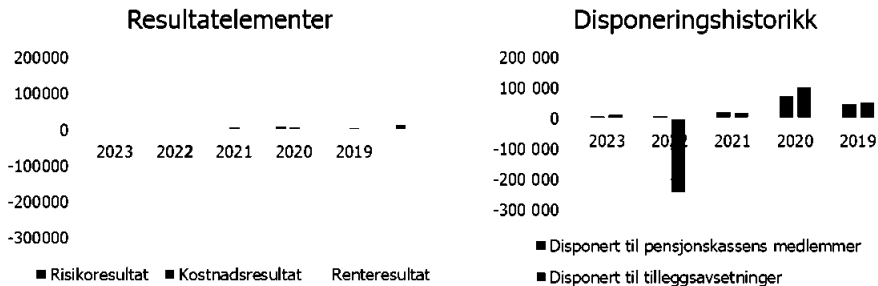 Resultatelementer
200000
100000
0
-100000
-200000
-300000
2023 2022 2021 2020 2019
Risikoresultat Kostnadsresultat Renteresultat
Disponeringshistorikk
200 000
100 000
0
-100 000
-200 000
-300 000
2023 2022 2021 2020 2019
Disponert til pensjonskassens medlemmer
Disponert til tilleggsavsetninger